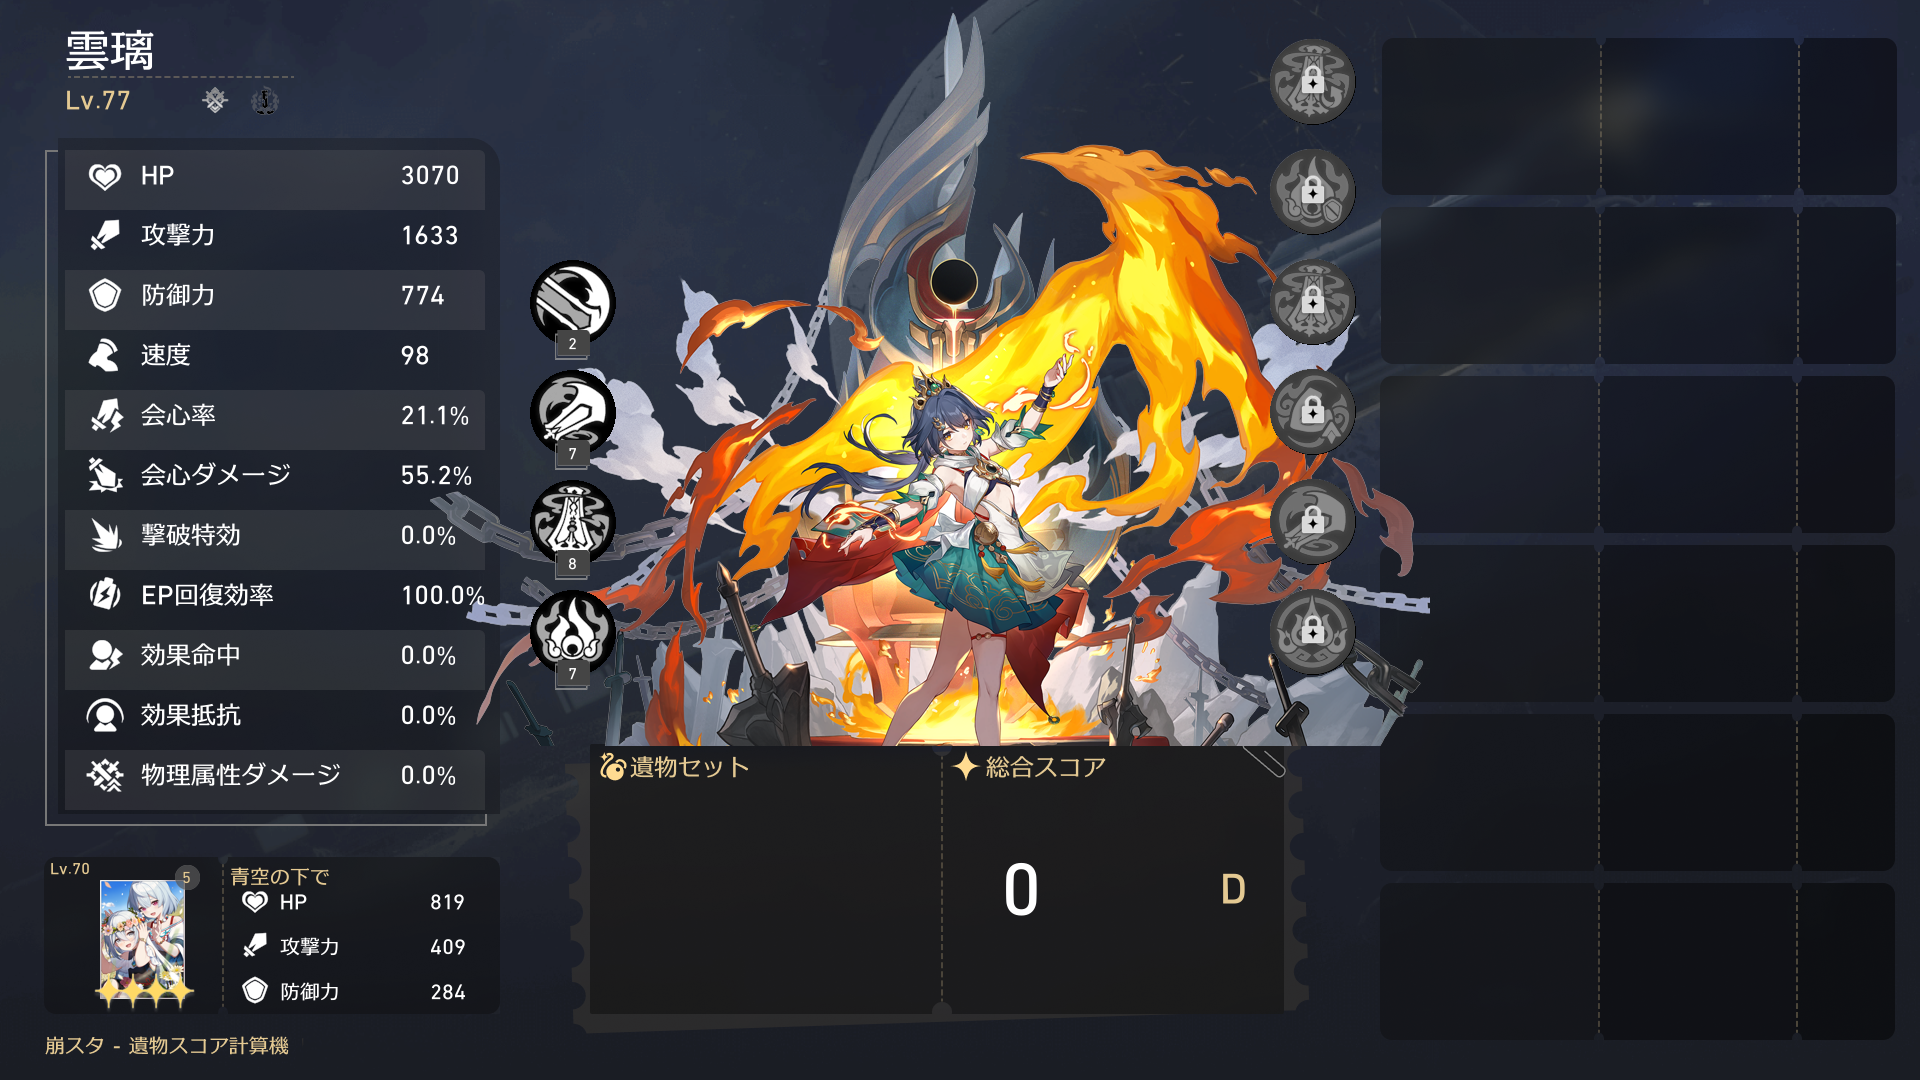 雲璃
Lv.77
5
HP 3070
攻撃力 1633
防御力 774
速度 98
会心率 21.1%
会心ダメージ 55.2%
撃破特効 0.0%
EP回復効率 100.0%
効果命中 0.0%
効果抵抗 0.0%
物理属性ダメージ 0.0%
2
7
8
7
Lv.70
5
青空の下で
HP 819
攻撃力 409
防御力 284
遺物セット
総合スコア
0 D
崩スタ - 遺物スコア計算機